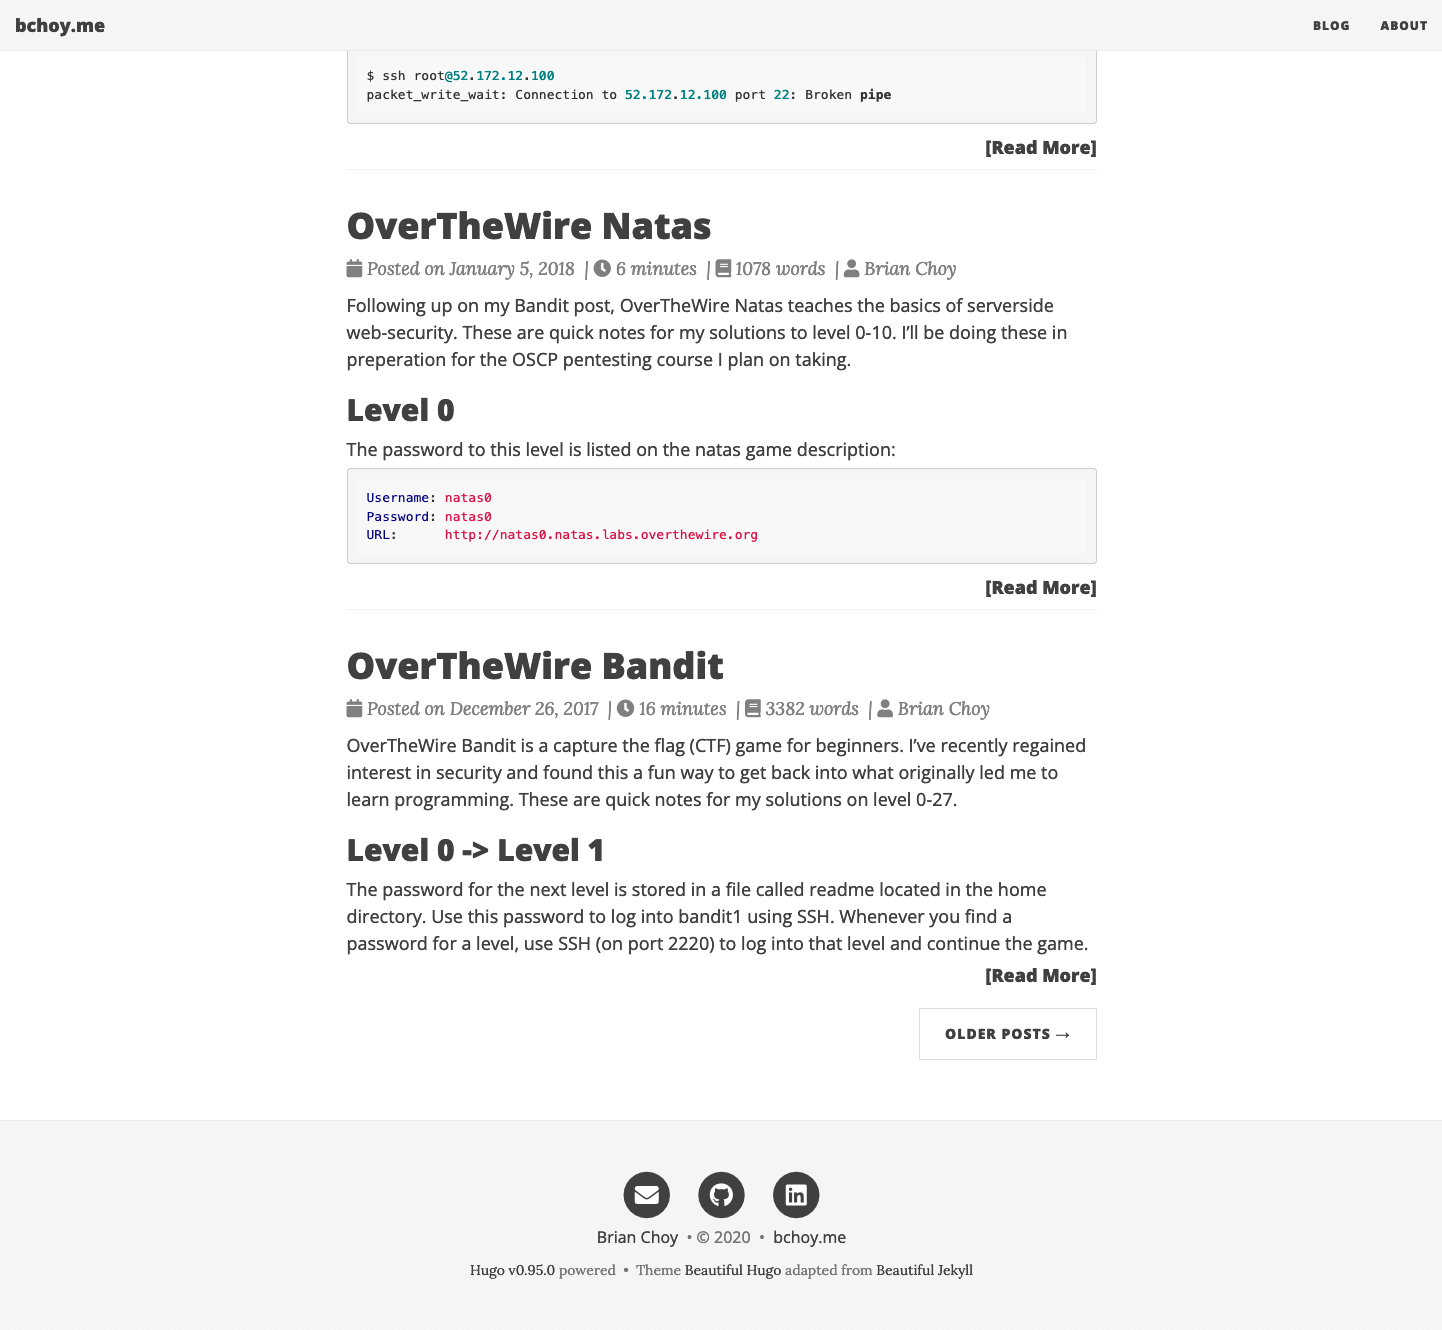 bchoy.me
BLOG
ABOUT
$ ssh root@52.172.12.100
packet_write_wait: Connection to 52.172.12.100 port 22: Broken pipe
[Read More]
OverTheWire Natas
Posted on January 5, 2018 | 6 minutes | 1078 words | Brian Choy
Following up on my Bandit post, OverTheWire Natas teaches the basics of serverside
web-security. These are quick notes for my solutions to level 0-10. I’ll be doing these in
preperation for the OSCP pentesting course I plan on taking.
Level 0
The password to this level is listed on the natas game description:
Username: natas0
Password: natas0
URL:      http://natas0.natas.labs.overthewire.org
[Read More]
OverTheWire Bandit
Posted on December 26, 2017 | 16 minutes | 3382 words | Brian Choy
OverTheWire Bandit is a capture the flag (CTF) game for beginners. I’ve recently regained
interest in security and found this a fun way to get back into what originally led me to
learn programming. These are quick notes for my solutions on level 0-27.
Level 0 -> Level 1
The password for the next level is stored in a file called readme located in the home
directory. Use this password to log into bandit1 using SSH. Whenever you find a
password for a level, use SSH (on port 2220) to log into that level and continue the game.
[Read More]
OLDER POSTS →
Brian Choy • © 2020 • bchoy.me
Hugo v0.95.0 powered • Theme Beautiful Hugo adapted from Beautiful Jekyll